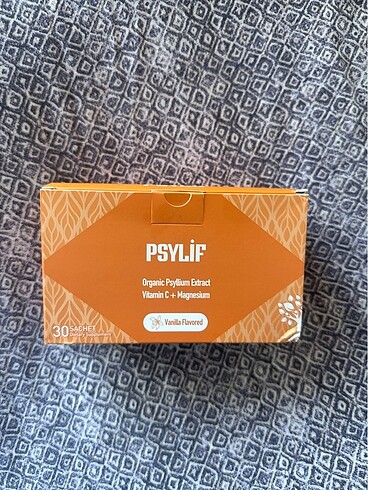 PSYLİF
Organic Psyllium Extract
Vitamin C + Magnesium
Vanilla Flavored
30 SACHET
Dietary Supplement